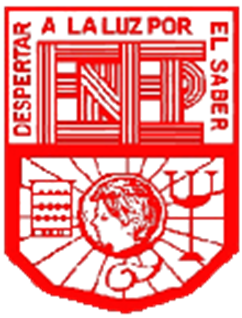 DESPERTAR
A LA LUZ POR
EL SABER
ENP